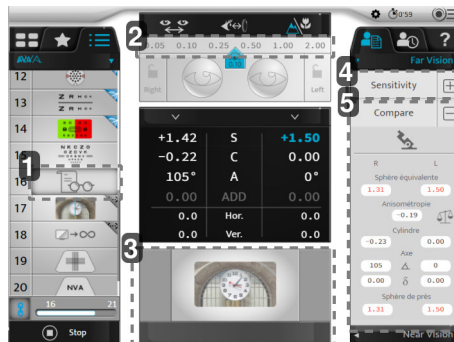 0:59
2
0.05 0.10 0.25 0.50 1.00 2.00
?
AVA
Far Vision
12
Right
Left
4
Sensitivity
13
Z R H K V
5
Compare
14
+1.42 S +1.50
15
N E C Z O
-0.22 C 0.00
1
105° A 0°
R L
16
0.00 ADD 0.00
Sphère équivalente
1.31 1.50
17
0.0 Hor. 0.0
Anisométropie
-0.19
18
→∞
0.0 Ver. 0.0
Cylindre
-0.23 0.00
3
Axe
19
105 0
0.00 δ 0.00
20
NVA
Sphère de près
16 21
1.31 1.50
Stop
Near Vision